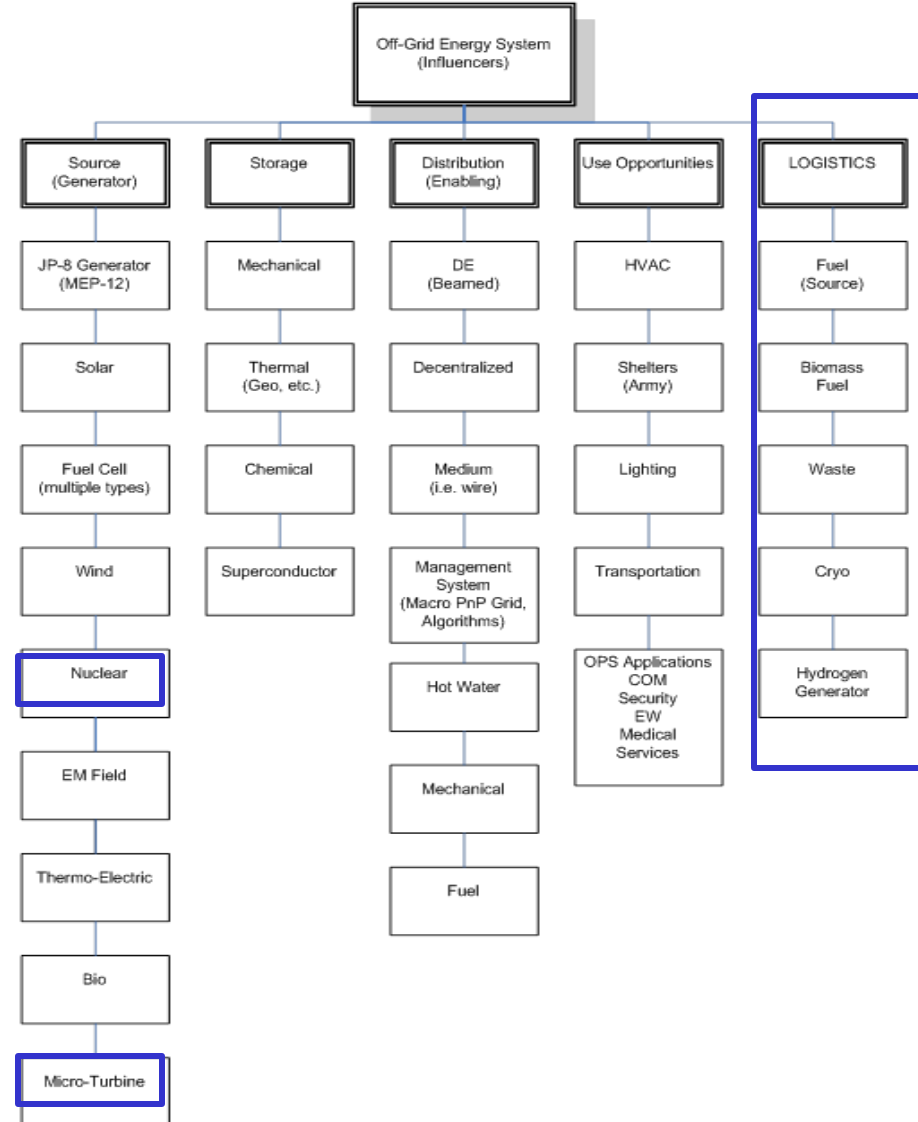 Off-Grid Energy System
(Influencers)
Source
(Generator)
JP-8 Generator
(MEP-12)
Solar
Fuel Cell
(multiple types)
Wind
Nuclear
EM Field
Thermo-Electric
Bio
Micro-Turbine
Storage
Mechanical
Thermal
(Geo, etc.)
Chemical
Superconductor
Distribution
(Enabling)
DE
(Beamed)
Decentralized
Medium
(i.e. wire)
Management
System
(Macro PnP Grid,
Algorithms)
Hot Water
Mechanical
Fuel
Use Opportunities
HVAC
Shelters
(Army)
Lighting
Transportation
OPS Applications
COM
Security
EW
Medical
Services
LOGISTICS
Fuel
(Source)
Biomass
Fuel
Waste
Cryo
Hydrogen
Generator